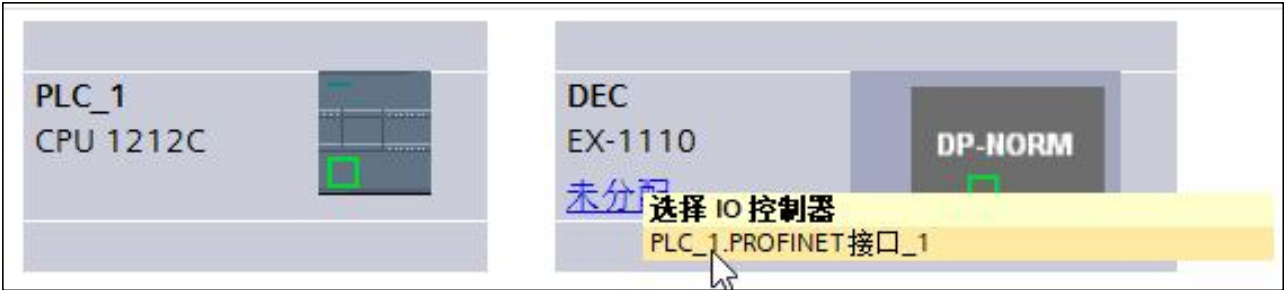 PLC_1
CPU 1212C
DEC
EX-1110
DP-NORM
未分配
选择 IO 控制器
PLC_1.PROFINET接口_1